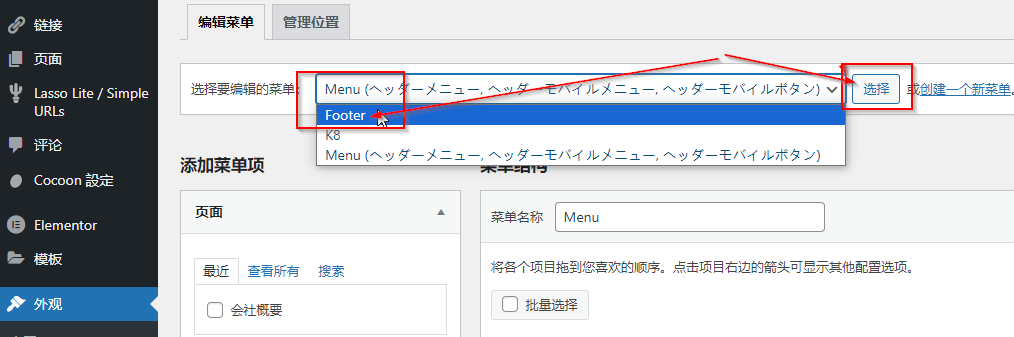 链接
页面
Lasso Lite / Simple
URLs
评论
Cocoon 設定
Elementor
模板
外观
编辑菜单
管理位置
选择要编辑的菜单:
Menu (ヘッダーメニュー, ヘッダーモバイルメニュー, ヘッダーモバイルボタン)
选择
或创建一个新菜单。
Footer
K8
Menu (ヘッダーメニュー, ヘッダーモバイルメニュー, ヘッダーモバイルボタン)
添加菜单项
菜单结构
页面
最近 查看所有 搜索
会社概要
菜单名称 Menu
将各个项目拖到您喜欢的顺序。点击项目右边的箭头可显示其他配置选项。
批量选择